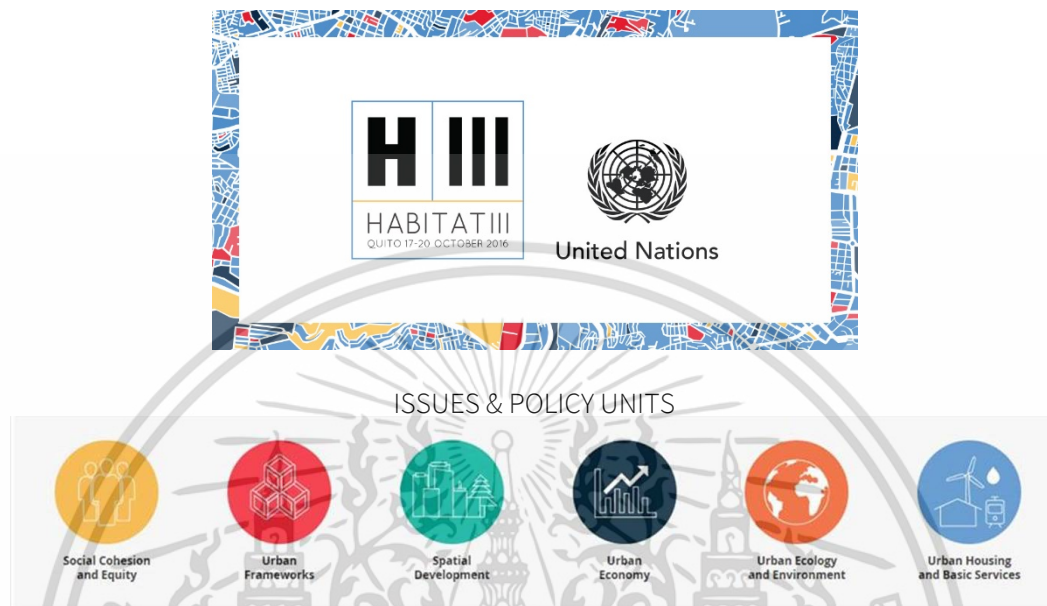 H III
HABITAT III
QUITO 17-20 OCTOBER 2016
United Nations
ISSUES & POLICY UNITS
Social Cohesion
and Equity
Urban
Frameworks
Spatial
Development
Urban
Economy
Urban Ecology
and Environment
Urban Housing
and Basic Services